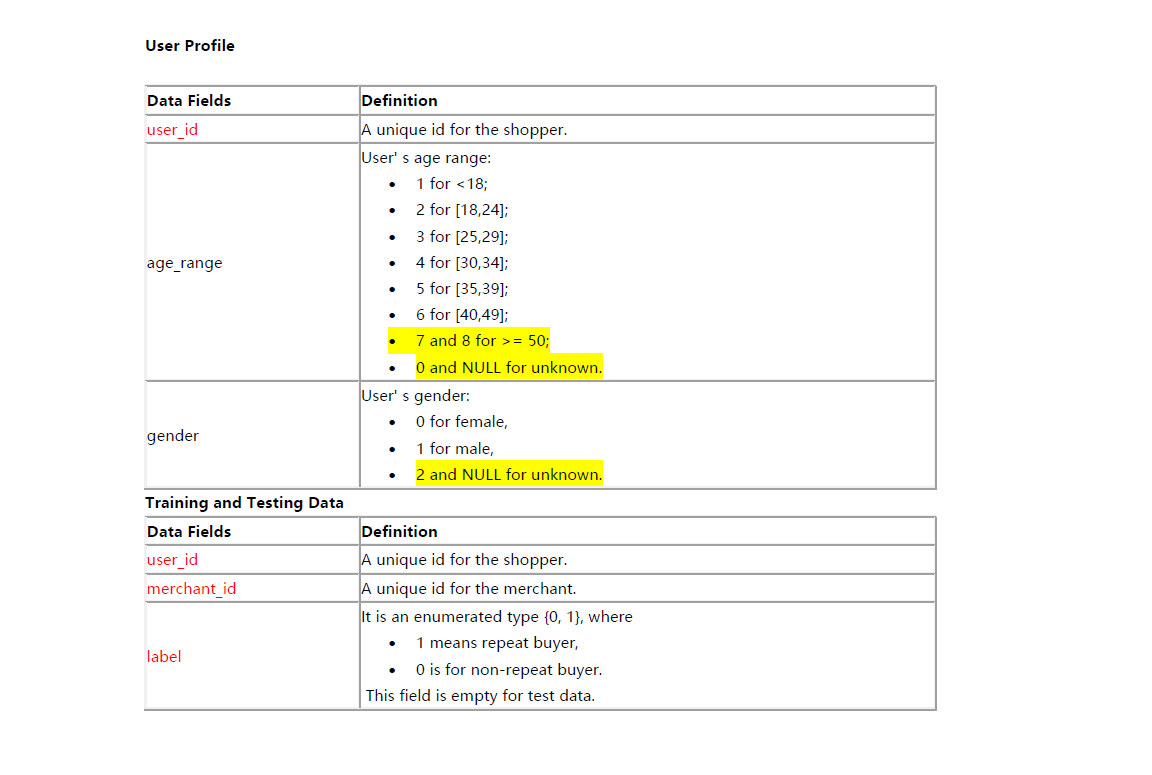 User Profile
Data Fields Definition
user_id A unique id for the shopper.
User' s age range:
• 1 for <18;
• 2 for [18,24];
• 3 for [25,29];
age_range • 4 for [30,34];
• 5 for [35,39];
• 6 for [40,49];
• 7 and 8 for >= 50;
• 0 and NULL for unknown.
User' s gender:
• 0 for female,
gender • 1 for male,
• 2 and NULL for unknown.
Training and Testing Data
Data Fields Definition
user_id A unique id for the shopper.
merchant_id A unique id for the merchant.
It is an enumerated type {0, 1}, where
• 1 means repeat buyer,
label • 0 is for non-repeat buyer.
This field is empty for test data.